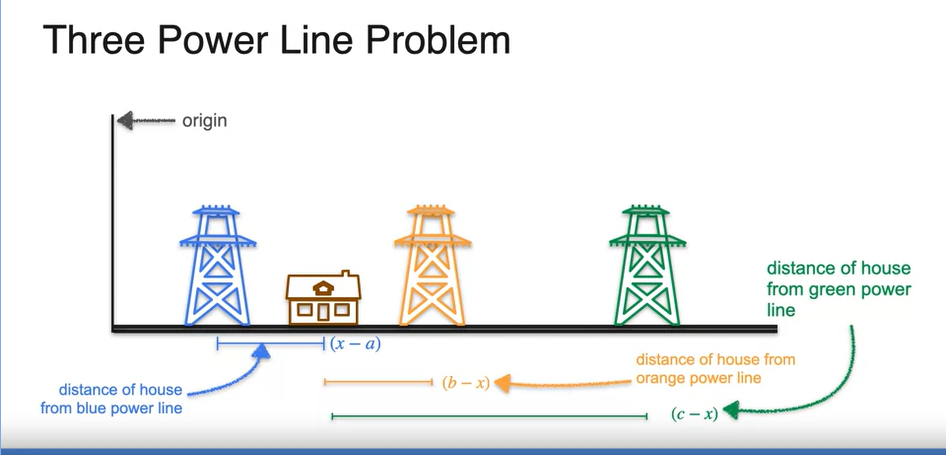 Three Power Line Problem
origin
distance of house
from green power
line
(x − a)
distance of house from
orange power line
(b − x)
distance of house
from blue power line
(c − x)